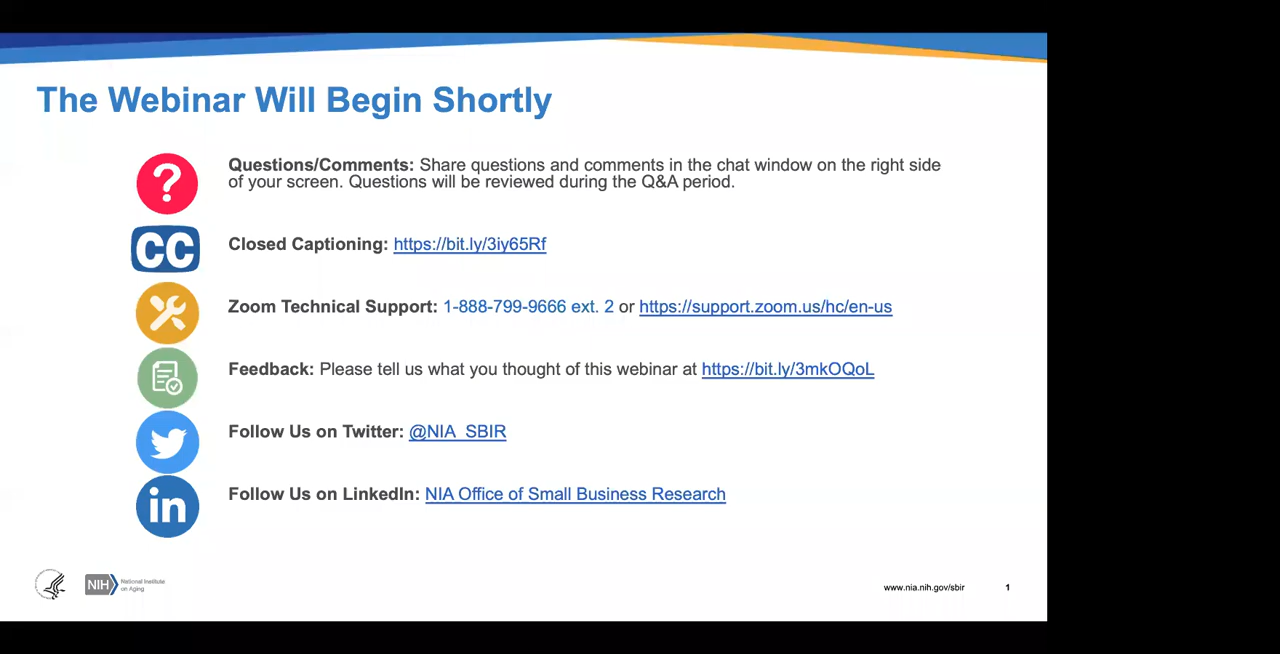 The Webinar Will Begin Shortly
?
Questions/Comments: Share questions and comments in the chat window on the right side
of your screen. Questions will be reviewed during the Q&A period.
CC
Closed Captioning: https://bit.ly/3iy65Rf
Zoom Technical Support: 1-888-799-9666 ext. 2 or https://support.zoom.us/hc/en-us
Feedback: Please tell us what you thought of this webinar at https://bit.ly/3mkOQoL
Follow Us on Twitter: @NIA_SBIR
in
Follow Us on LinkedIn: NIA Office of Small Business Research
NIH
National Institute
on Aging
www.nia.nih.gov/sbir
1